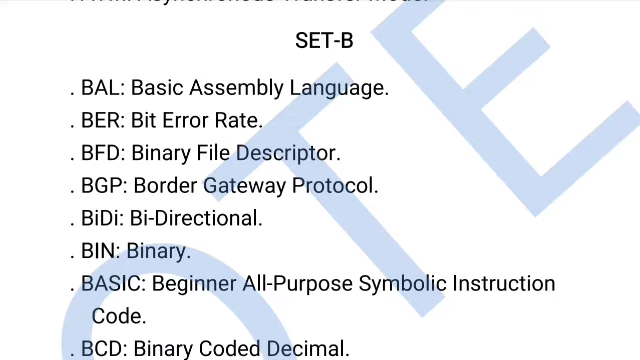 SET-B
. BAL: Basic Assembly Language.
. BER: Bit Error Rate.
. BFD: Binary File Descriptor.
. BGP: Border Gateway Protocol.
. BiDi: Bi-Directional.
. BIN: Binary.
. BASIC: Beginner All-Purpose Symbolic Instruction
Code.
. BCD: Binary Coded Decimal.